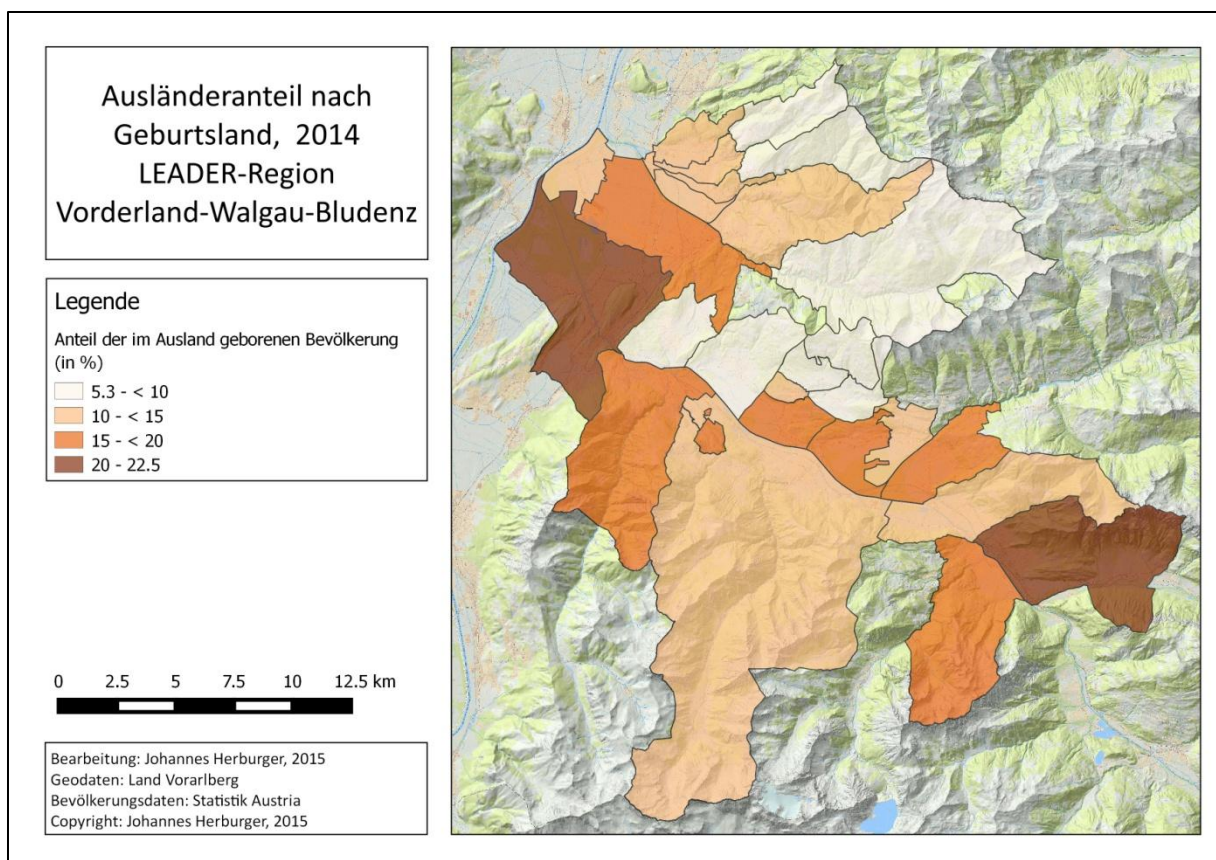 Ausländeranteil nach
Geburtsland, 2014
LEADER-Region
Vorderland-Walgau-Bludenz
Legende
Anteil der im Ausland geborenen Bevölkerung
(in %)
5.3 - < 10
10 - < 15
15 - < 20
20 - 22.5
0 2.5 5 7.5 10 12.5 km
Bearbeitung: Johannes Herburger, 2015
Geodaten: Land Vorarlberg
Bevölkerungsdaten: Statistik Austria
Copyright: Johannes Herburger, 2015